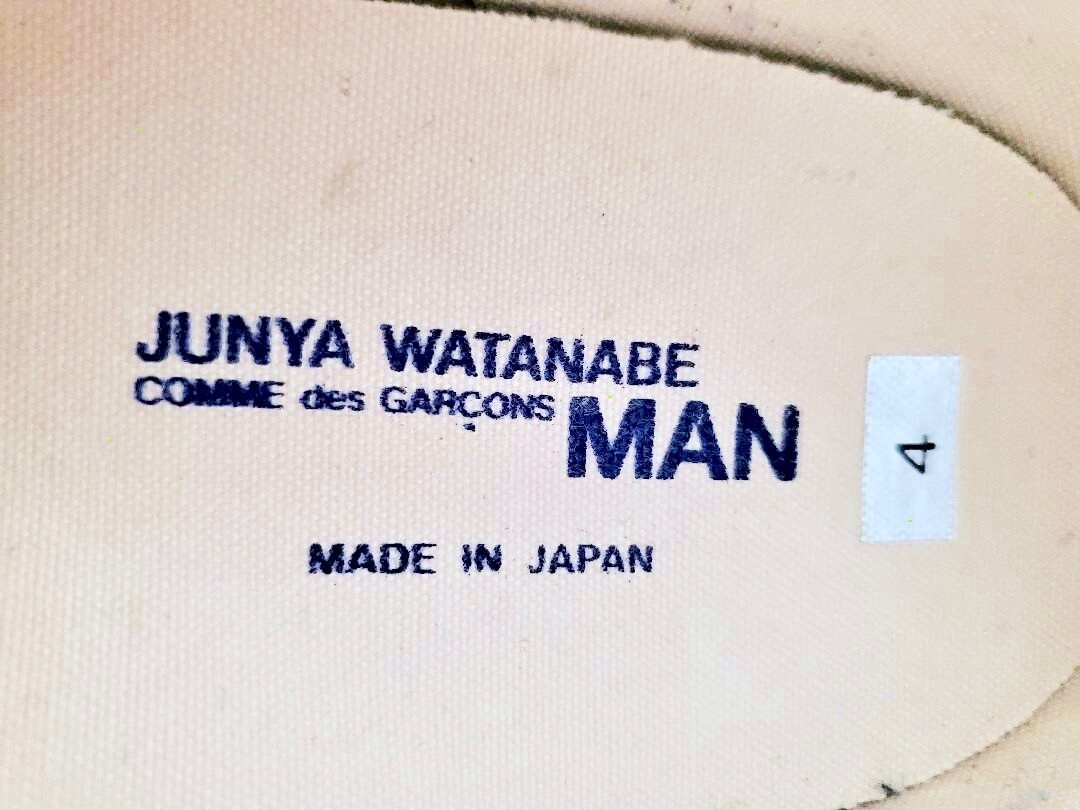 JUNYA WATANABE
COMME des GARÇONS MAN
MADE IN JAPAN
4